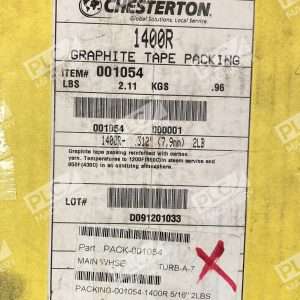 CHESTERTON
Global Solutions, Local Service.
1400R
GRAPHITE TAPE PACKING
ITEM# 001054
LBS 2.11 KGS .96
001054 000001
1400R- .312" (7.9mm) 2LB
Graphite tape packing reinforced with carbon
yarn. Temperatures to 1200F(650C) in steam service and
850F(430C) in an oxidizing atmosphere.
LOT#
D091201033
Part: PACK-001054
MAIN WHSE TURB-A-7
PACKING-001054 1400R 5/16" 2LBS